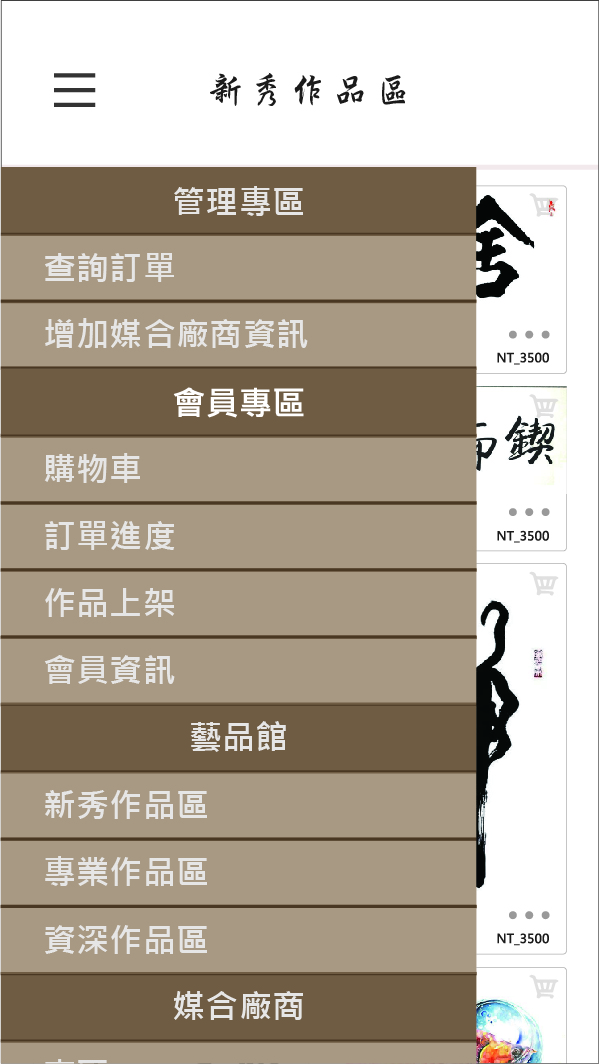 新秀作品區
管理專區
查詢訂單
增加媒合廠商資訊
會員專區
購物車
訂單進度
作品上架
會員資訊
藝品館
新秀作品區
專業作品區
資深作品區
媒合廠商
NT_3500
鍥
NT_3500
NT_3500